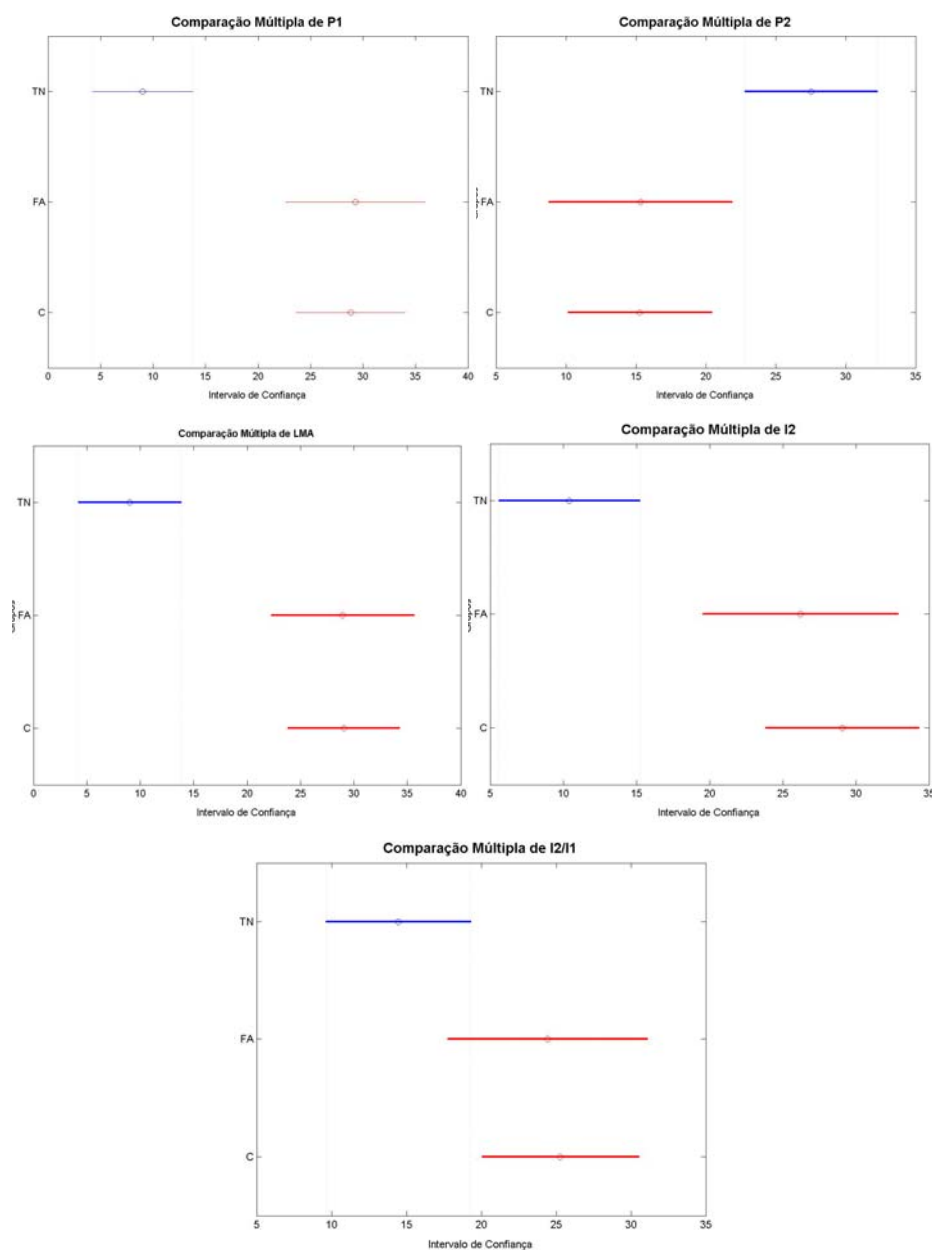 Comparação Múltipla de P1
TN
FA
C
0 5 10 15 20 25 30 35 40
Intervalo de Confiança
Comparação Múltipla de P2
TN
FA
C
5 10 15 20 25 30 35
Intervalo de Confiança
Comparação Múltipla de LMA
TN
FA
C
0 5 10 15 20 25 30 35 40
Intervalo de Confiança
Comparação Múltipla de I2
TN
FA
C
5 10 15 20 25 30 35
Intervalo de Confiança
Comparação Múltipla de I2/I1
TN
FA
C
5 10 15 20 25 30 35
Intervalo de Confiança